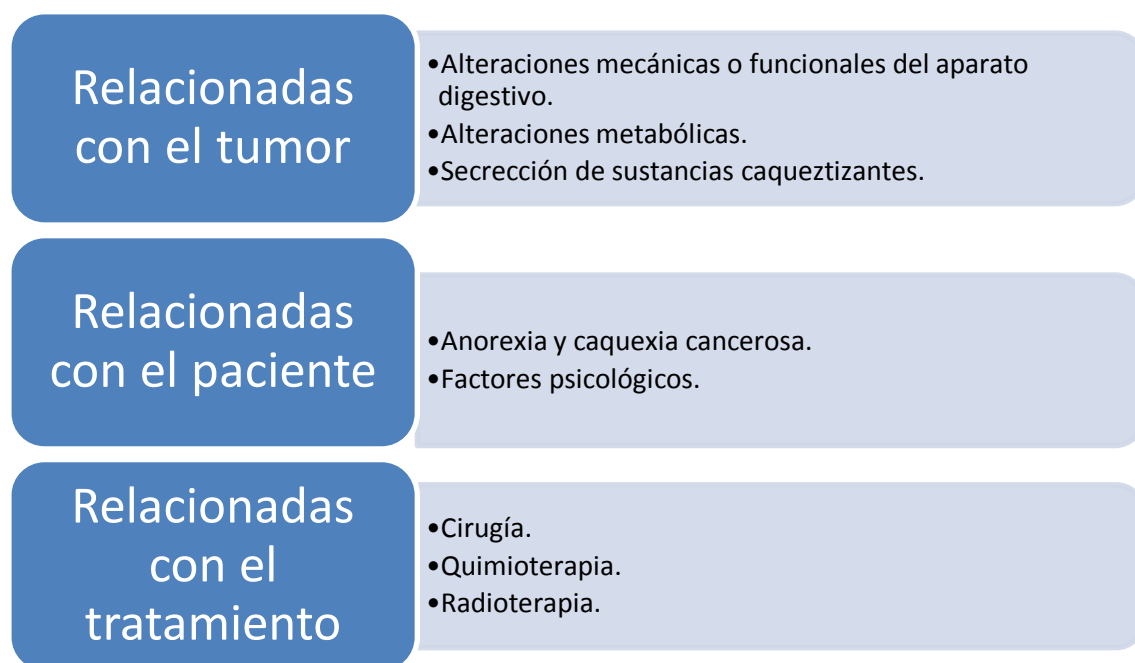 Relacionadas
con el tumor
•Alteraciones mecánicas o funcionales del aparato
digestivo.
•Alteraciones metabólicas.
•Secrección de sustancias caqueztizantes.
Relacionadas
con el paciente
•Anorexia y caquexia cancerosa.
•Factores psicológicos.
Relacionadas
con el
tratamiento
•Cirugía.
•Quimioterapia.
•Radioterapia.